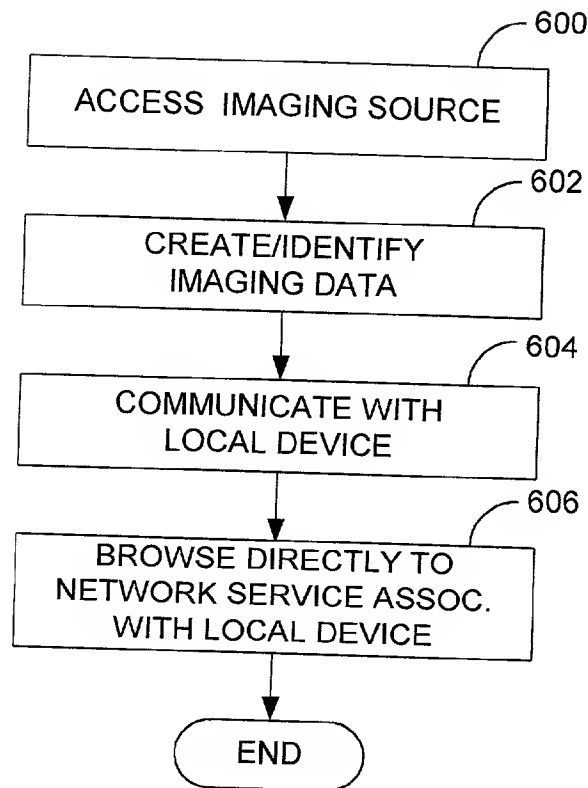 600
ACCESS IMAGING SOURCE
602
CREATE/IDENTIFY
IMAGING DATA
604
COMMUNICATE WITH
LOCAL DEVICE
606
BROWSE DIRECTLY TO
NETWORK SERVICE ASSOC.
WITH LOCAL DEVICE
END